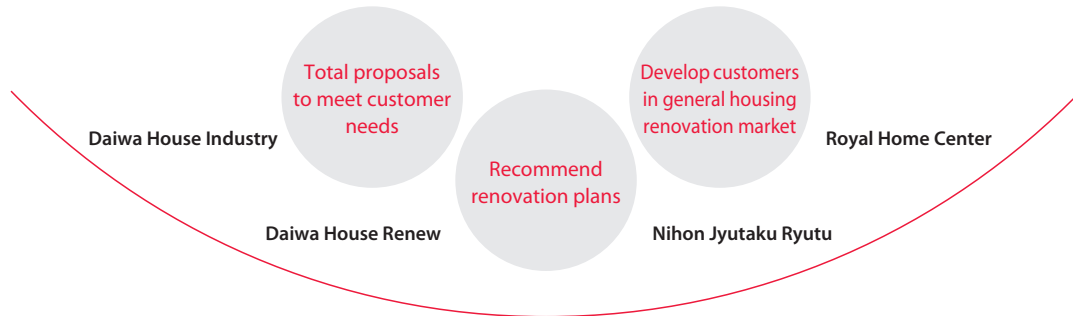 Total proposals
to meet customer
needs
Develop customers
in general housing
renovation market
Daiwa House Industry
Royal Home Center
Recommend
renovation plans
Daiwa House Renew
Nihon Jyutaku Ryutu